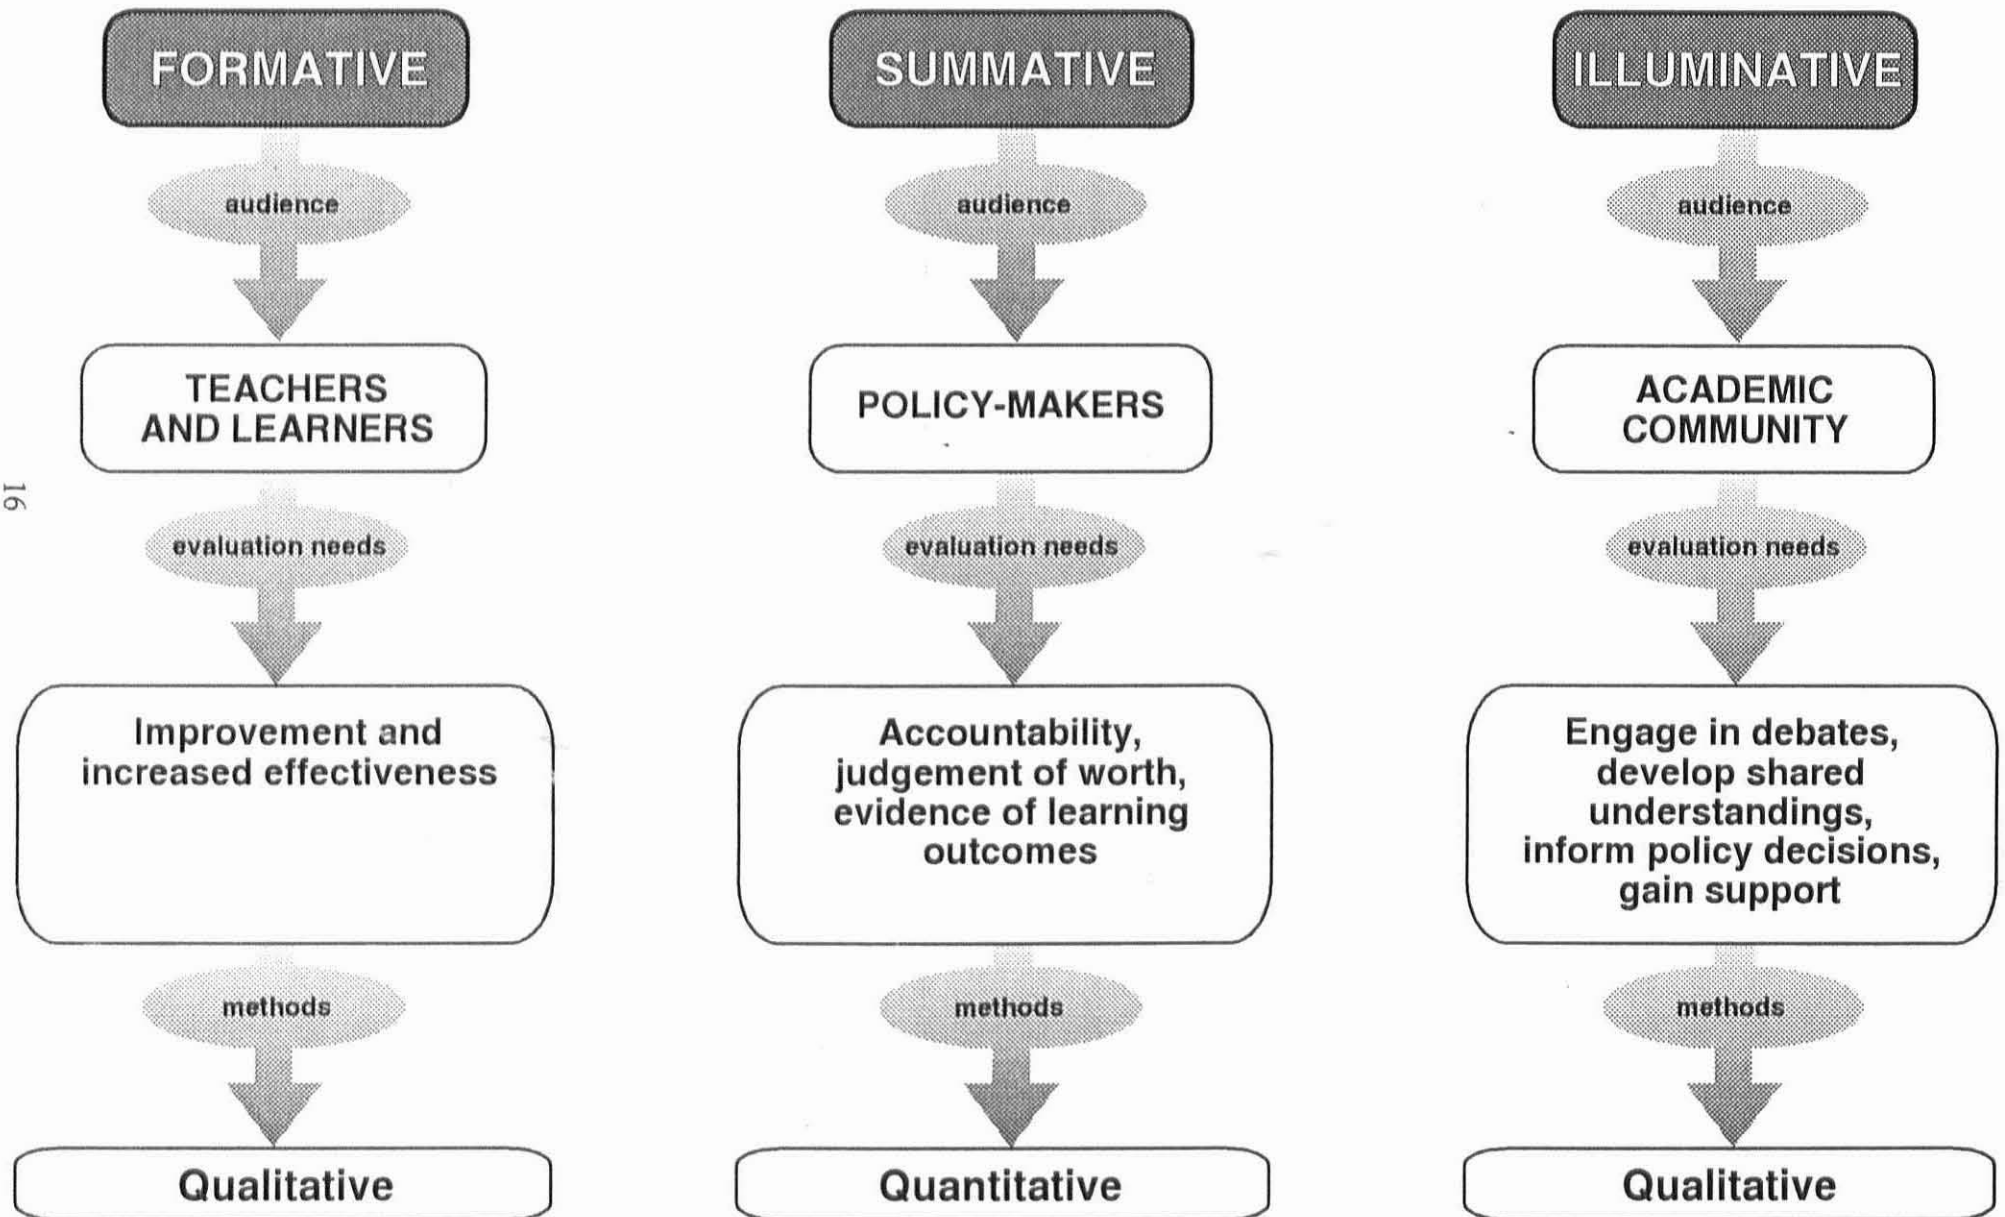 FORMATIVE
audience
TEACHERS
AND LEARNERS
evaluation needs
Improvement and
increased effectiveness
methods
Qualitative
SUMMATIVE
audience
POLICY-MAKERS
evaluation needs
Accountability,
judgement of worth,
evidence of learning
outcomes
methods
Quantitative
ILLUMINATIVE
audience
ACADEMIC
COMMUNITY
evaluation needs
Engage in debates,
develop shared
understandings,
inform policy decisions,
gain support
methods
Qualitative
16